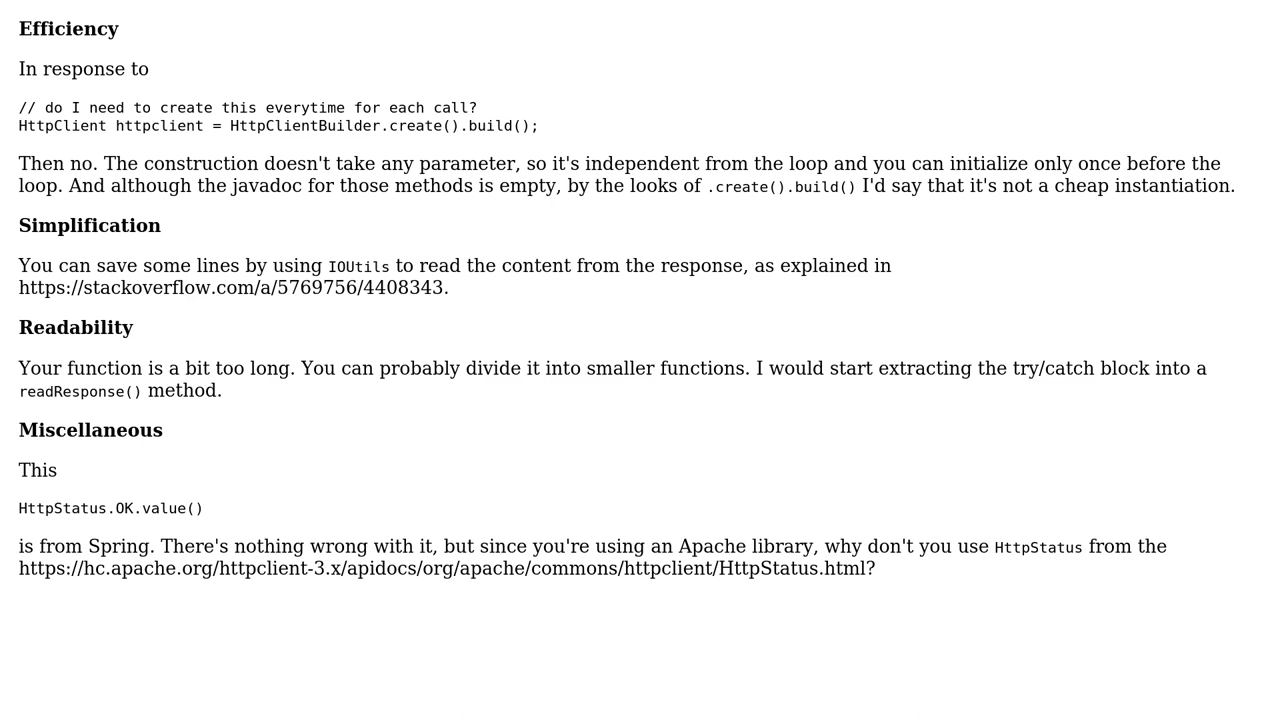 Efficiency
In response to
// do I need to create this everytime for each call?
HttpClient httpclient = HttpClientBuilder.create().build();
Then no. The construction doesn't take any parameter, so it's independent from the loop and you can initialize only once before the
loop. And although the javadoc for those methods is empty, by the looks of .create().build() I'd say that it's not a cheap instantiation.
Simplification
You can save some lines by using IOUtils to read the content from the response, as explained in
https://stackoverflow.com/a/5769756/4408343.
Readability
Your function is a bit too long. You can probably divide it into smaller functions. I would start extracting the try/catch block into a
readResponse() method.
Miscellaneous
This
HttpStatus.OK.value()
is from Spring. There's nothing wrong with it, but since you're using an Apache library, why don't you use HttpStatus from the
https://hc.apache.org/httpclient-3.x/apidocs/org/apache/commons/httpclient/HttpStatus.html?